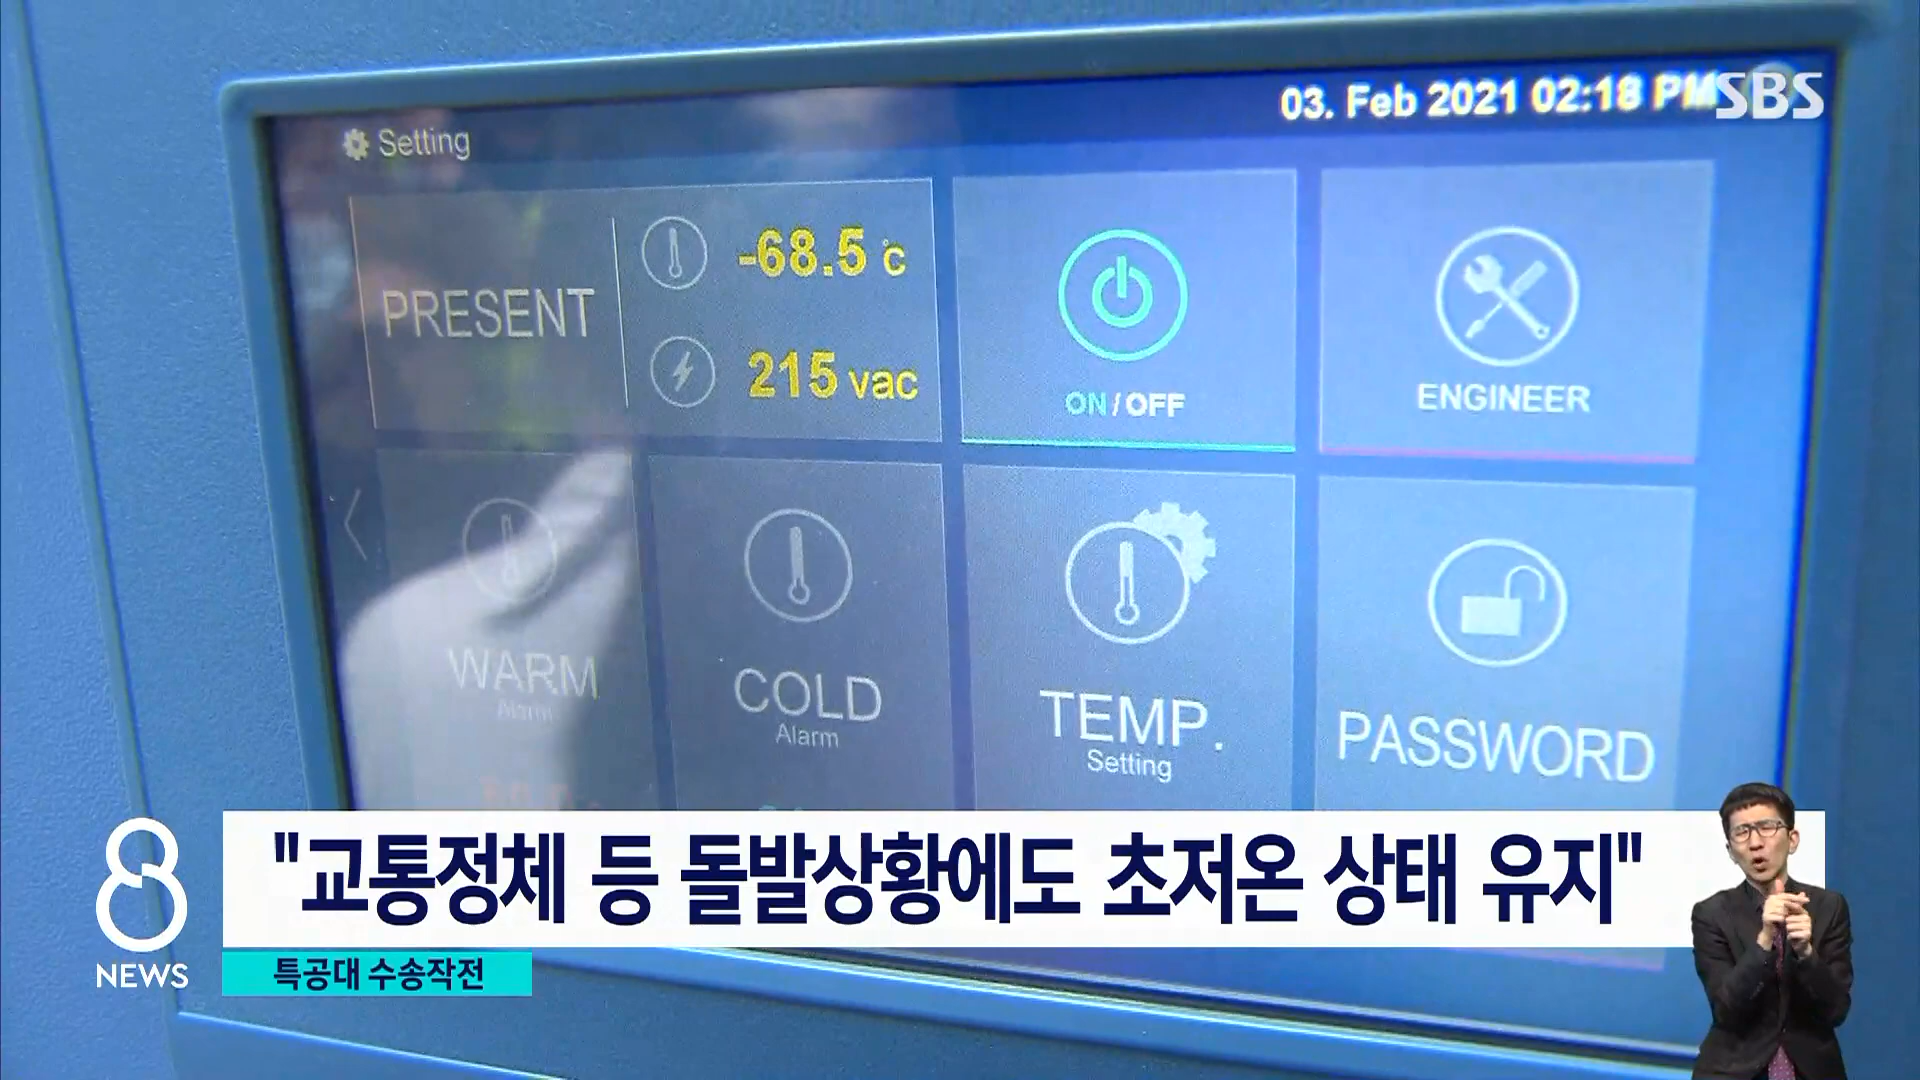 03. Feb 2021 02:18 PM
SBS
Setting
PRESENT
-68.5 c
215 vac
ON/OFF
ENGINEER
WARM
Alarm
COLD
Alarm
TEMP.
Setting
PASSWORD
"교통정체 등 돌발상황에도 초저온 상태 유지"
8
NEWS
특공대 수송작전